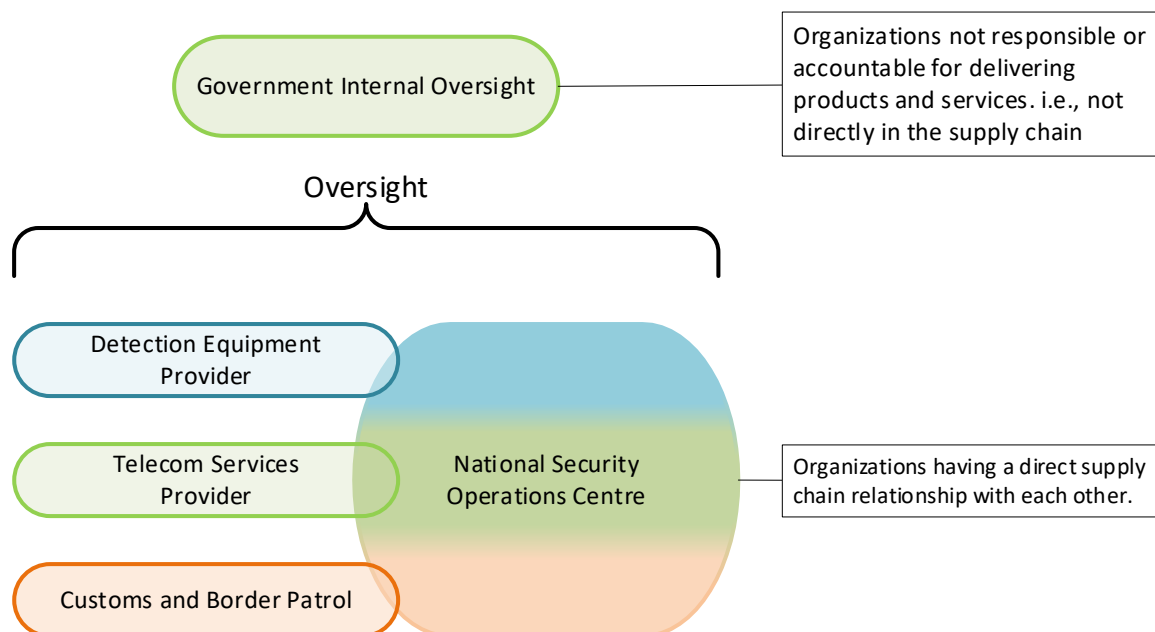 Government Internal Oversight
Organizations not responsible or
accountable for delivering
products and services. i.e., not
directly in the supply chain
Oversight
Detection Equipment
Provider
Telecom Services
Provider
National Security
Operations Centre
Organizations having a direct supply
chain relationship with each other.
Customs and Border Patrol